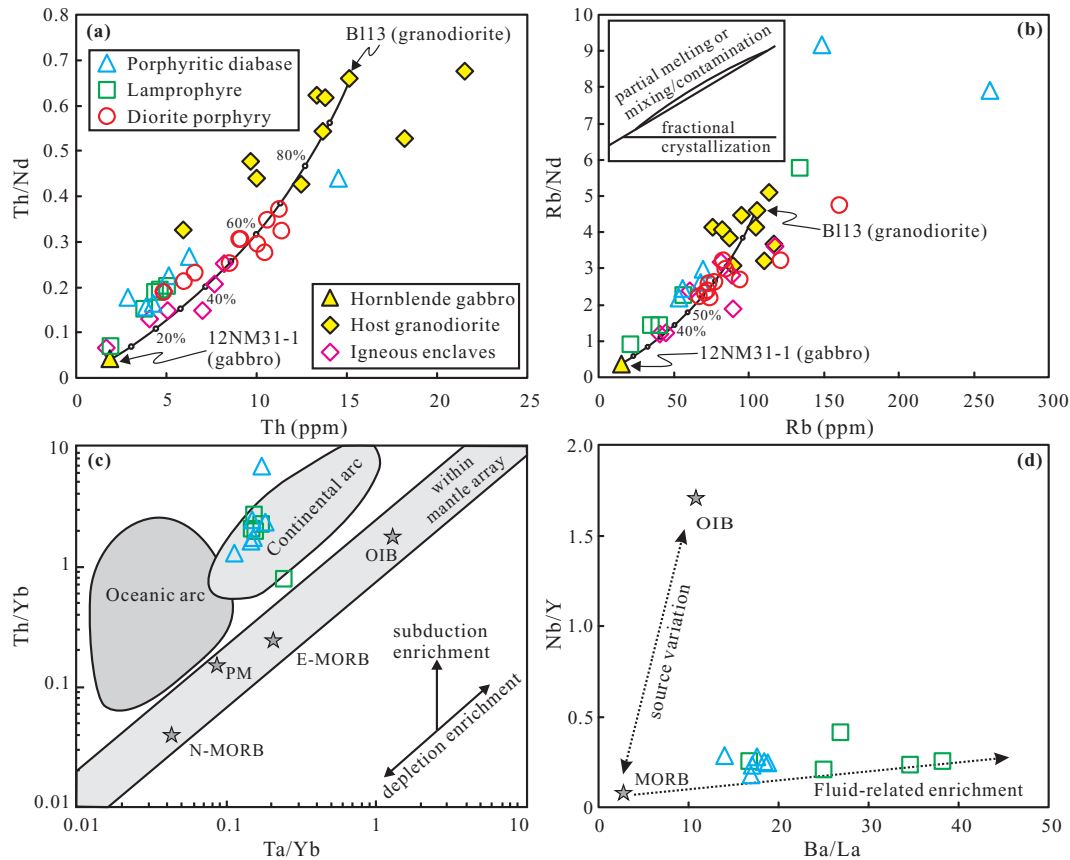 (a)
B113 (granodiorite)
Porphyritic diabase
Lamprophyre
Diorite porphyry
80%
60%
40%
20%
12NM31-1
(gabbro)
Hornblende gabbro
Host granodiorite
Igneous enclaves
0.8
0.7
0.6
0.5
0.4
0.3
0.2
0.1
0
Th/Nd
0
5
10
15
20
25
Th (ppm)
(b)
partial melting or
mixing/contamination
fractional
crystallization
B113 (granodiorite)
50%
40%
12NM31-1 (gabbro)
10
9
8
7
6
5
4
3
2
1
0
Rb/Nd
0
50
100
150
200
250
300
Rb (ppm)
(c)
within
mantle array
Continental arc
Oceanic arc
OIB
E-MORB
PM
N-MORB
subduction
enrichment
depletion enrichment
10
1
0.1
0.01
Th/Yb
0.01
0.1
1
10
Ta/Yb
(d)
OIB
source variation
MORB
Fluid-related enrichment
2.0
1.5
1.0
0.5
0
Nb/Y
0
10
20
30
40
50
Ba/La